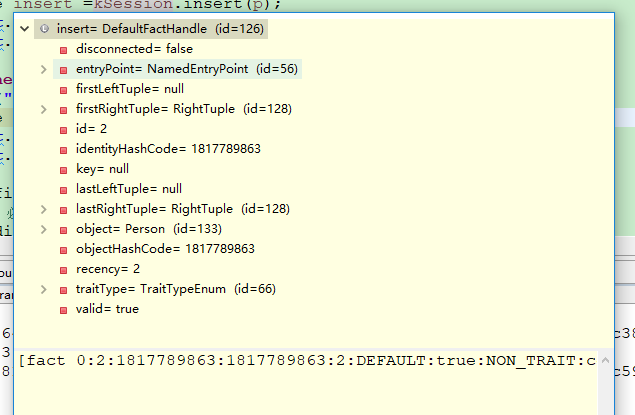 e insert =kSession.insert(p);
insert= DefaultFactHandle (id=126)
disconnected= false
entryPoint= NamedEntryPoint (id=56)
firstLeftTuple= null
firstRightTuple= RightTuple (id=128)
id= 2
identityHashCode= 1817789863
key= null
lastLeftTuple= null
lastRightTuple= RightTuple (id=128)
object= Person (id=133)
objectHashCode= 1817789863
recency= 2
traitType= TraitTypeEnum (id=66)
valid= true
[fact 0:2:1817789863:1817789863:2:DEFAULT:true:NON_TRAIT:c